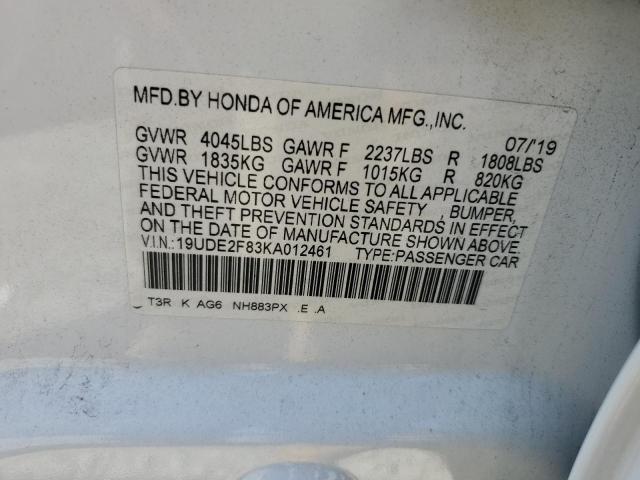 MFD.BY HONDA OF AMERICA MFG.,INC. 07/'19
GVWR 4045LBS GAWR F 2237LBS R 1808LBS
GVWR 1835KG GAWR F 1015KG R 820KG
THIS VEHICLE CONFORMS TO ALL APPLICABLE
FEDERAL MOTOR VEHICLE SAFETY , BUMPER,
AND THEFT PREVENTION STANDARDS IN EFFECT
ON THE DATE OF MANUFACTURE SHOWN ABOVE.
V.I.N.:19UDE2F83KA012461 TYPE:PASSENGER CAR
T3R K AG6 NH883PX .E .A